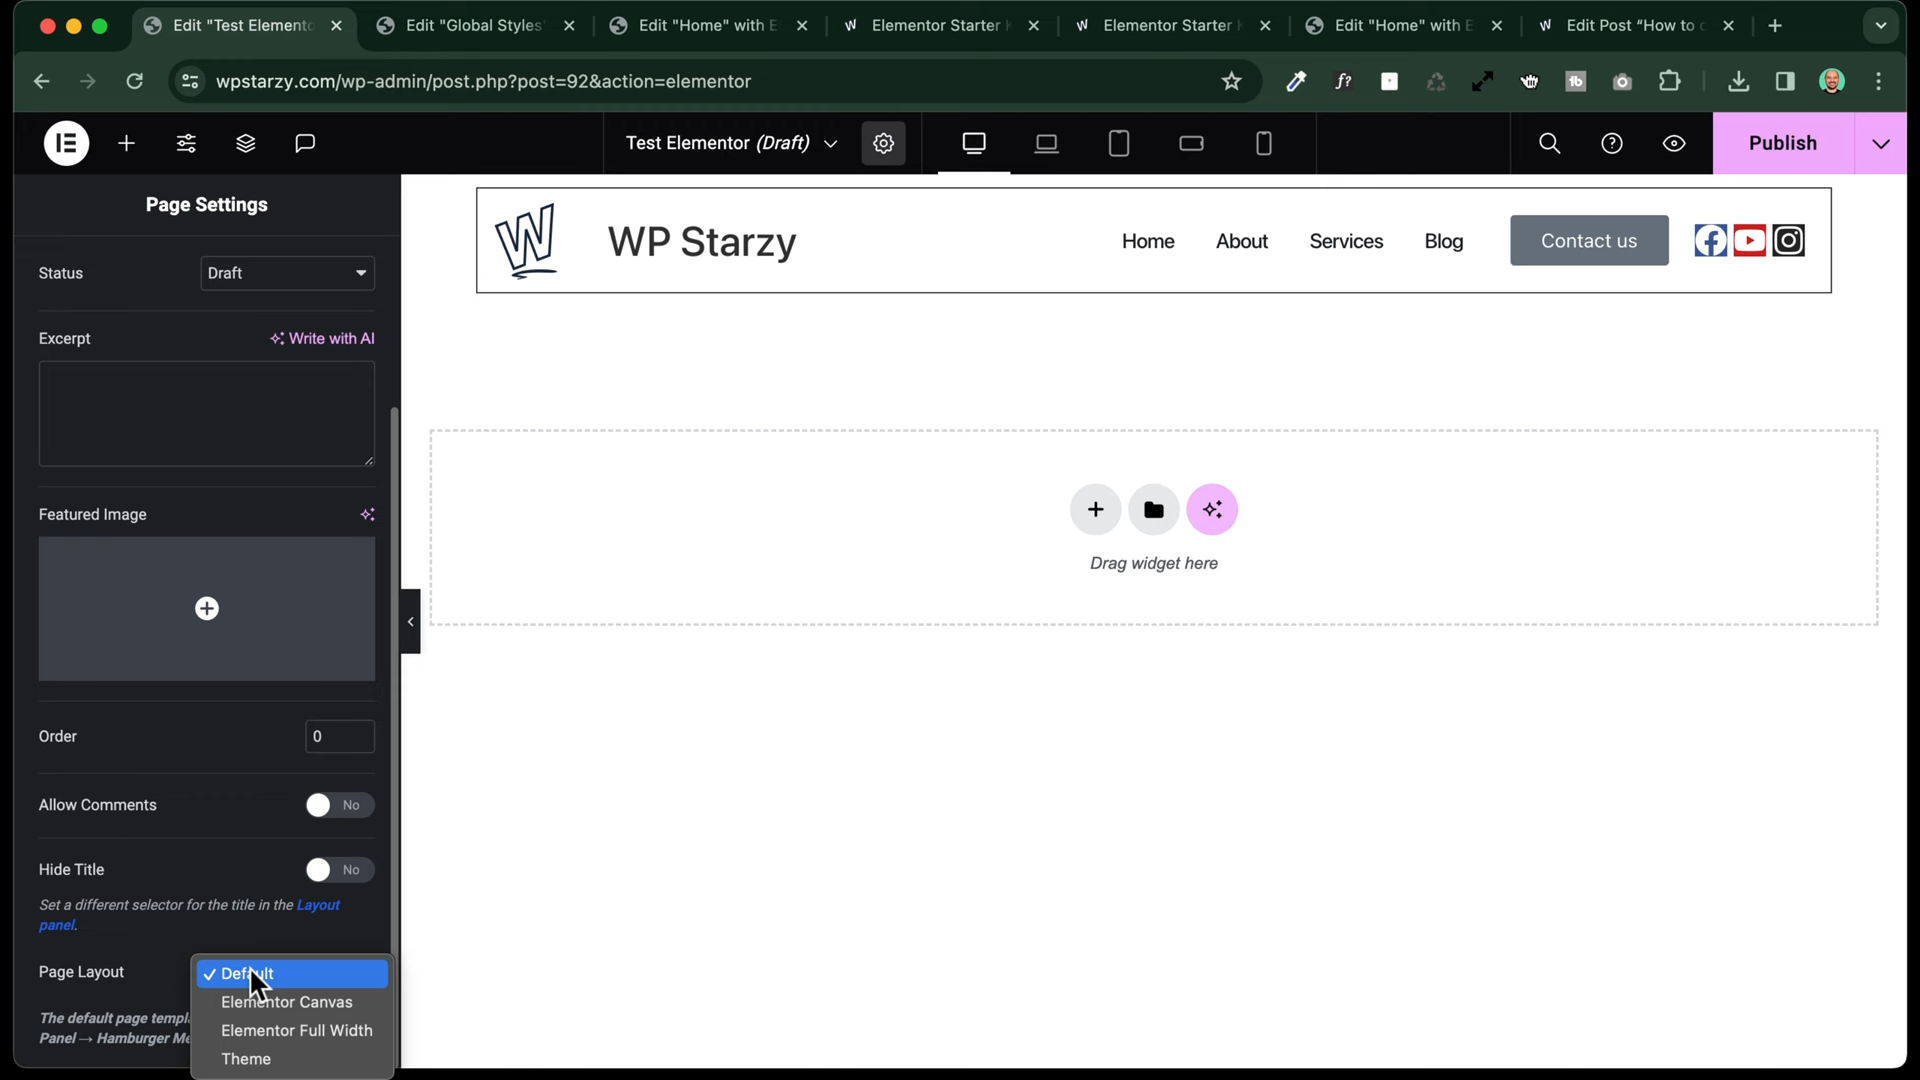 Edit "Test Elemento
Edit "Global Styles"
Edit "Home" with E
Elementor Starter
Elementor Starter
Edit "Home" with E
Edit Post “How to
wpstarzy.com/wp-admin/post.php?post=92&action=elementor
Test Elementor (Draft)
Publish
Page Settings
WP Starzy
Home
About
Services
Blog
Contact us
Status
Draft
Excerpt
Write with AI
Featured Image
Drag widget here
Order
0
Allow Comments
No
Hide Title
No
Set a different selector for the title in the Layout
panel.
Page Layout
Default
Elementor Canvas
Elementor Full Width
Theme
The default page templ
Panel → Hamburger Me